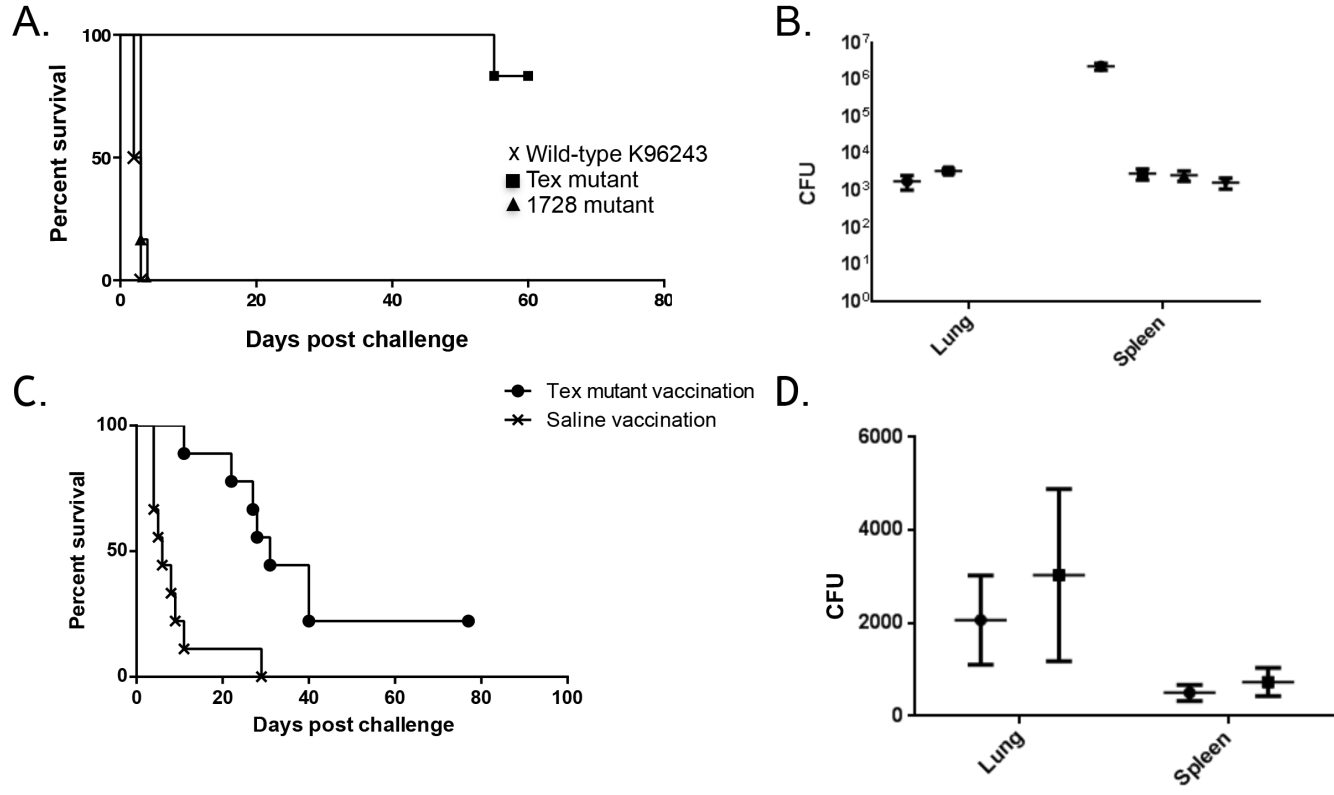 A.
Percent survival
100
50
0
0 20 40 60 80
Days post challenge
x Wild-type K96243
Tex mutant
1728 mutant
B.
CFU
10⁷
10⁶
10⁵
10⁴
10³
10²
10¹
10⁰
Lung
Spleen
C.
Tex mutant vaccination
Saline vaccination
Percent survival
100
50
0
0 20 40 60 80 100
Days post challenge
D.
CFU
6000
4000
2000
0
Lung
Spleen